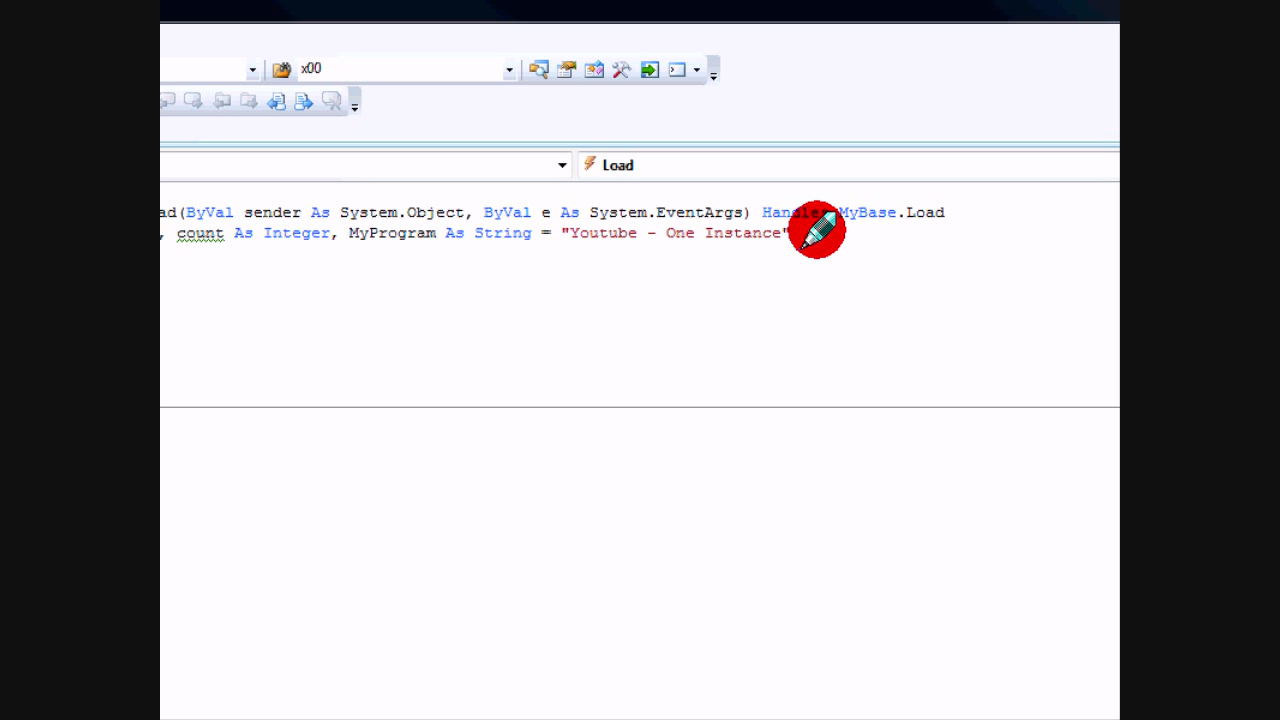 x00
Load
ad(ByVal sender As System.Object, ByVal e As System.EventArgs) Handles MyBase.Load
, count As Integer, MyProgram As String = "Youtube - One Instance"